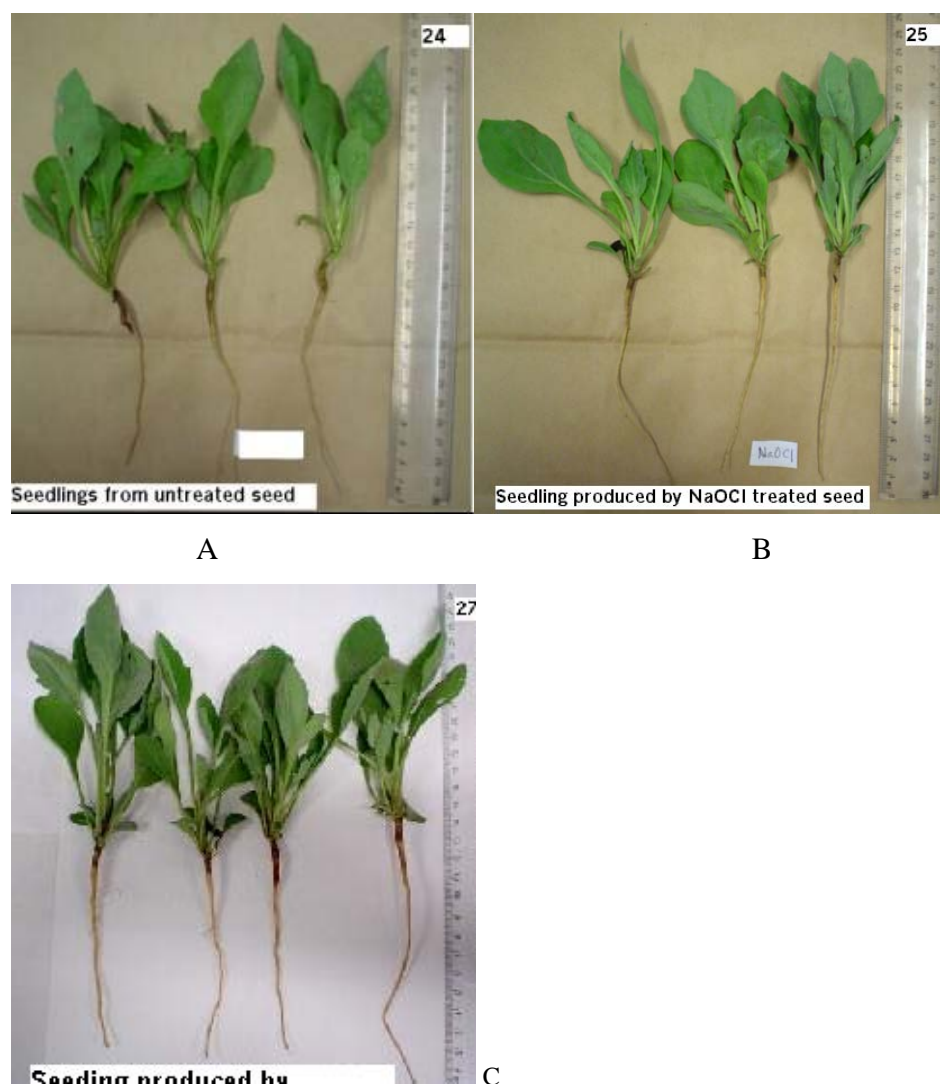 24
25
Seedlings from untreated seed
NaOCl
Seedling produced by NaOCl treated seed
A
B
27
Seeding produced by
C